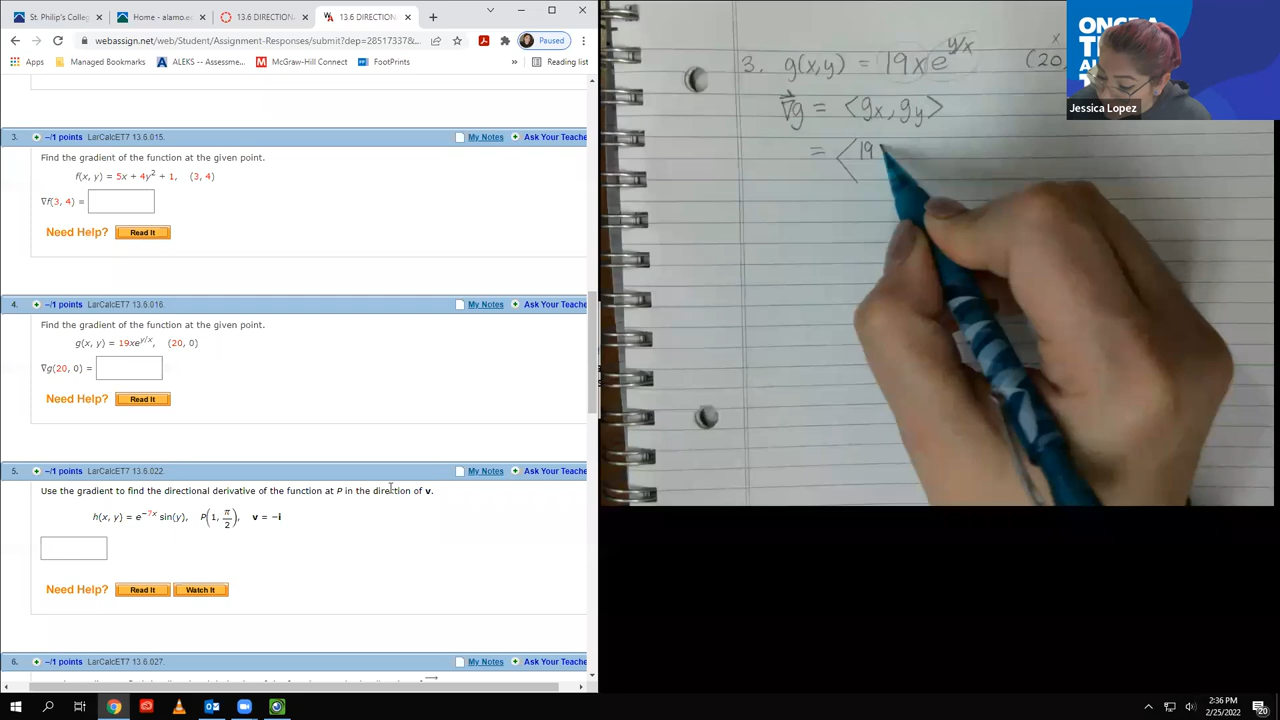 St. Philip's College
Home – alamo.ed
13.6 DIRECTION
13.6 DIRECTION
webassign.net/web/student/Assignment-Responses/submit?dep=28517337&
Paused
Apps
Managed Bookmarks
ALEKS -- Assessme...
McGraw-Hill Connect
FortPoints
Reading list
3. –/1 points LarCalcET7 13.6.015. My Notes Ask Your Teache
Find the gradient of the function at the given point.
f(x, y) = 5x + 4y² + 1, (3, 4)
∇f(3, 4) =
Need Help? Read It
4. –/1 points LarCalcET7 13.6.016. My Notes Ask Your Teache
Find the gradient of the function at the given point.
g(x, y) = 19xe^{y/x}, (20, 0)
∇g(20, 0) =
Need Help? Read It
5. –/1 points LarCalcET7 13.6.022. My Notes Ask Your Teache
Use the gradient to find the directional derivative of the function at P in the direction of v.
h(x, y) = e^{−7x} sin(y), P(1, π/2), v = −i
Need Help? Read It Watch It
6. –/1 points LarCalcET7 13.6.027. My Notes Ask Your Teache
2:36 PM
2/25/2022
20
3. g(x,y) = 19xe^{y/x}
x
(20,
∇g = <gx, gy>
= <19
ONCE A
Jessica Lopez